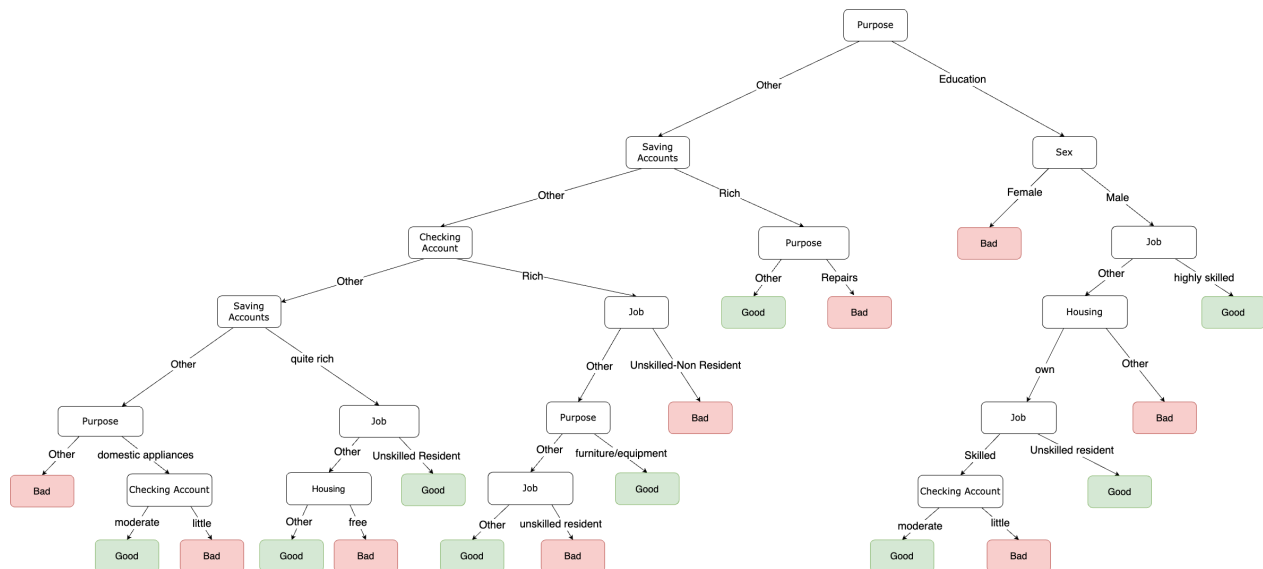 Purpose
Other
Education
Saving
Accounts
Sex
Other
Rich
Female
Male
Checking
Account
Purpose
Bad
Job
Other
Rich
Other
Repairs
Other
highly skilled
Saving
Accounts
Job
Good
Bad
Housing
Good
Other
quite rich
Other
Unskilled-Non Resident
own
Other
Purpose
Job
Purpose
Bad
Job
Bad
Other
domestic appliances
Other
Unskilled Resident
Other
furniture/equipment
Skilled
Unskilled resident
Bad
Checking Account
Housing
Good
Job
Good
Checking Account
Good
moderate
little
Other
free
Other
unskilled resident
moderate
little
Good
Bad
Good
Bad
Good
Bad
Good
Bad